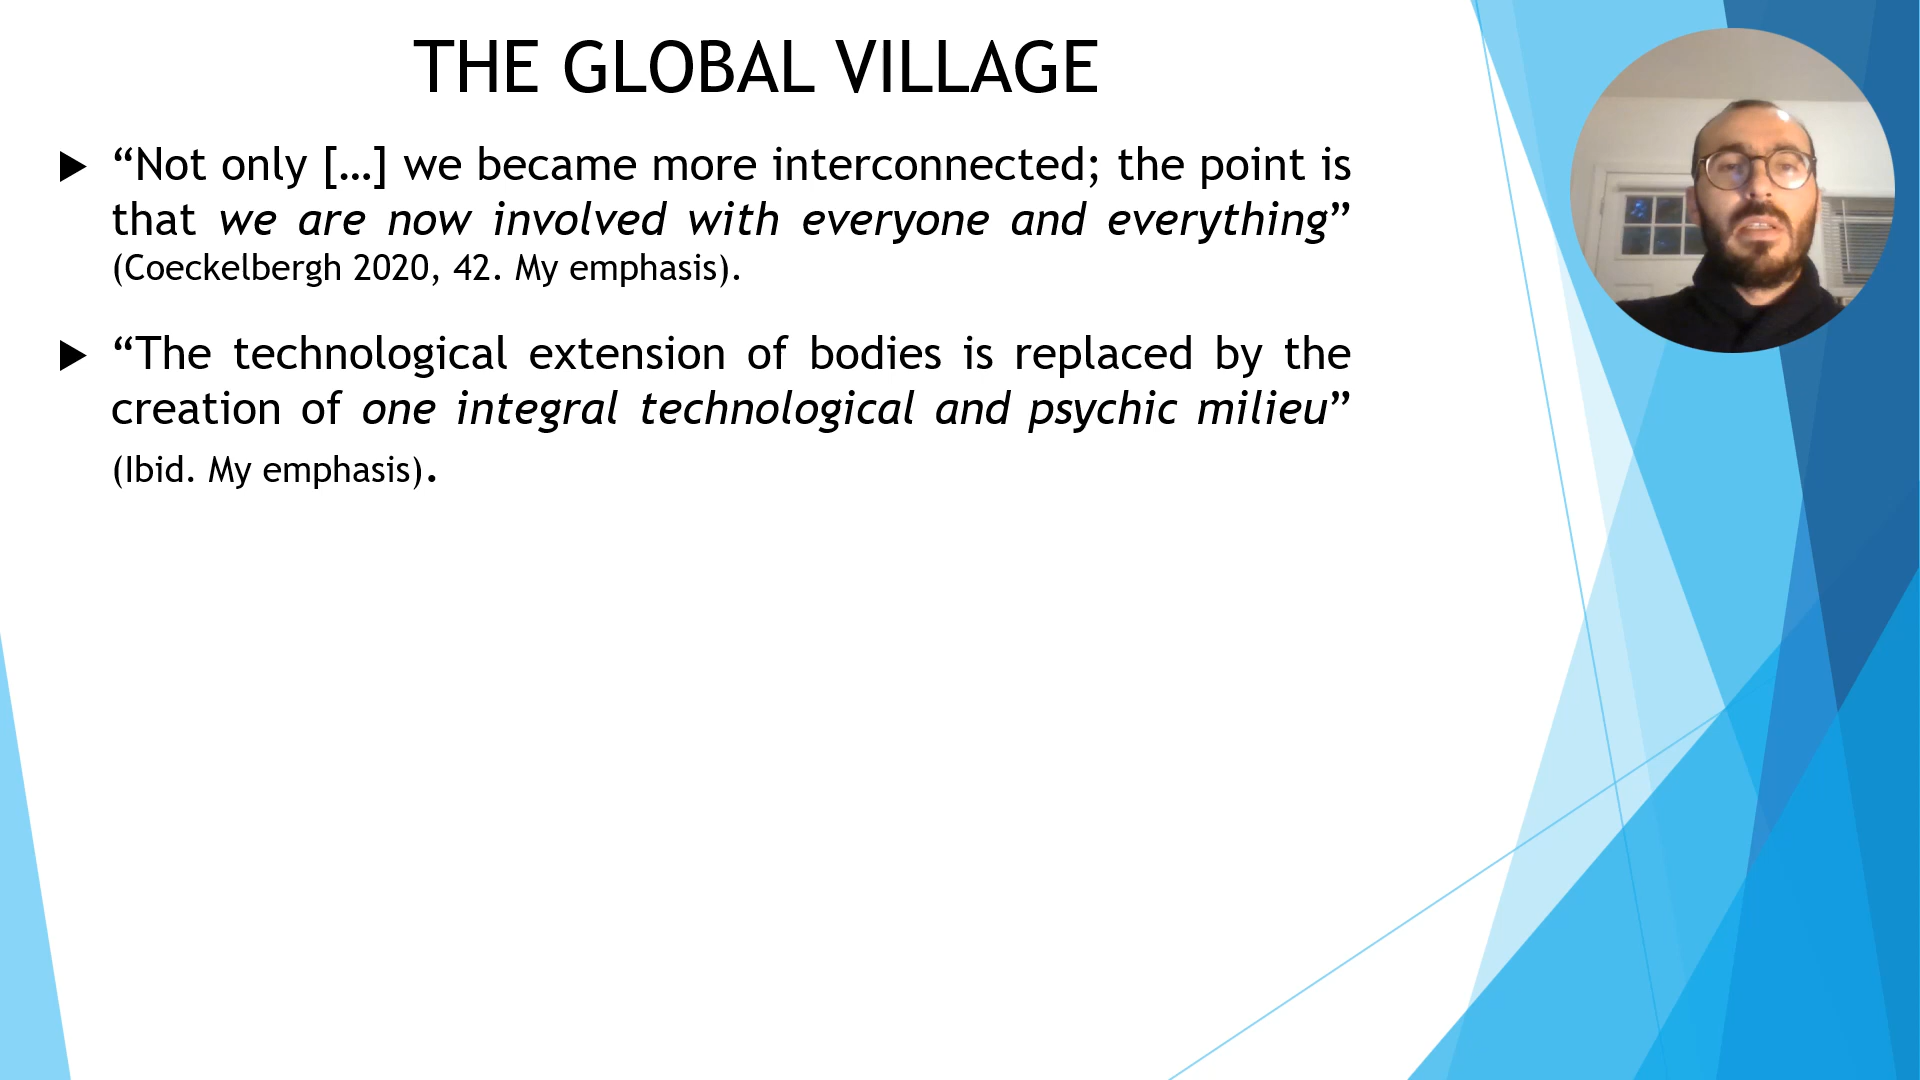 THE GLOBAL VILLAGE
“Not only […] we became more interconnected; the point is
that we are now involved with everyone and everything”
(Coeckelbergh 2020, 42. My emphasis).
“The technological extension of bodies is replaced by the
creation of one integral technological and psychic milieu”
(Ibid. My emphasis).